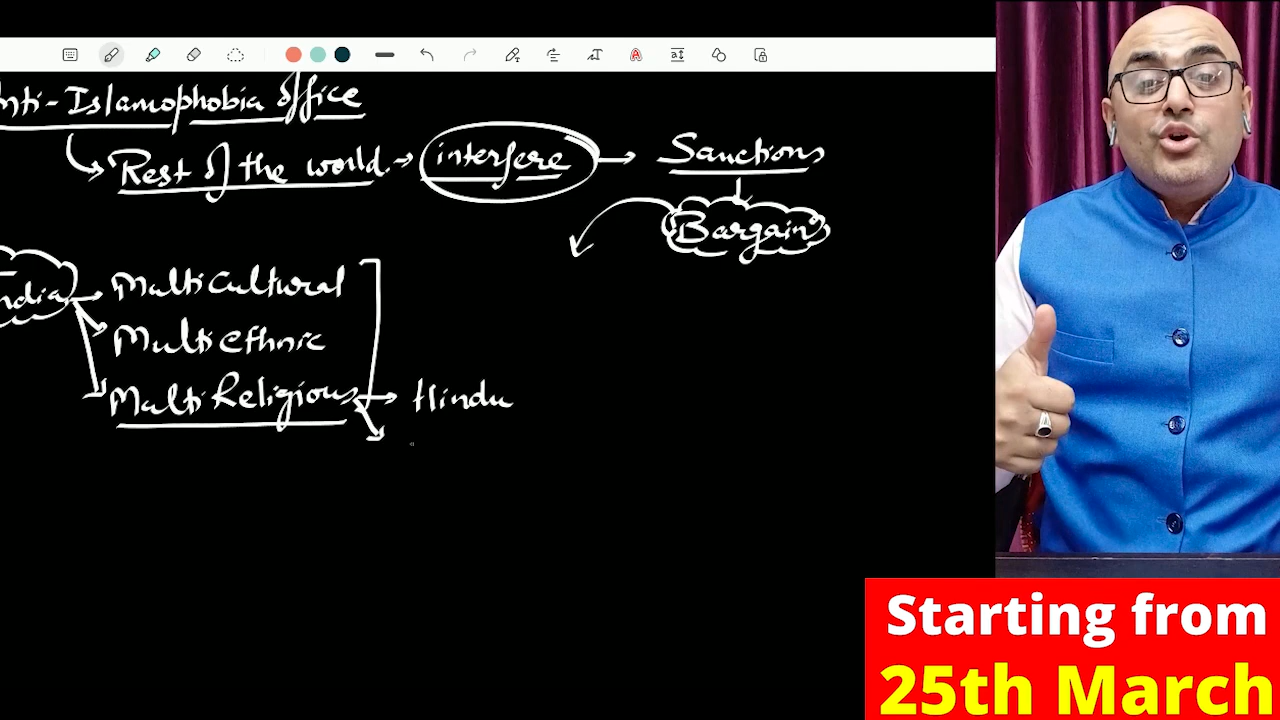 nti-Islamophobia office
Rest of the world. → interfere → Sanctions
Bargain
ndia → Multicultural
Multiethnic
Multi Religious → Hindu
Starting from
25th March